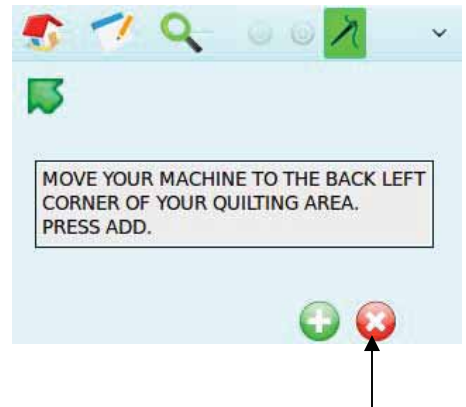 MOVE YOUR MACHINE TO THE BACK LEFT
CORNER OF YOUR QUILTING AREA.
PRESS ADD.